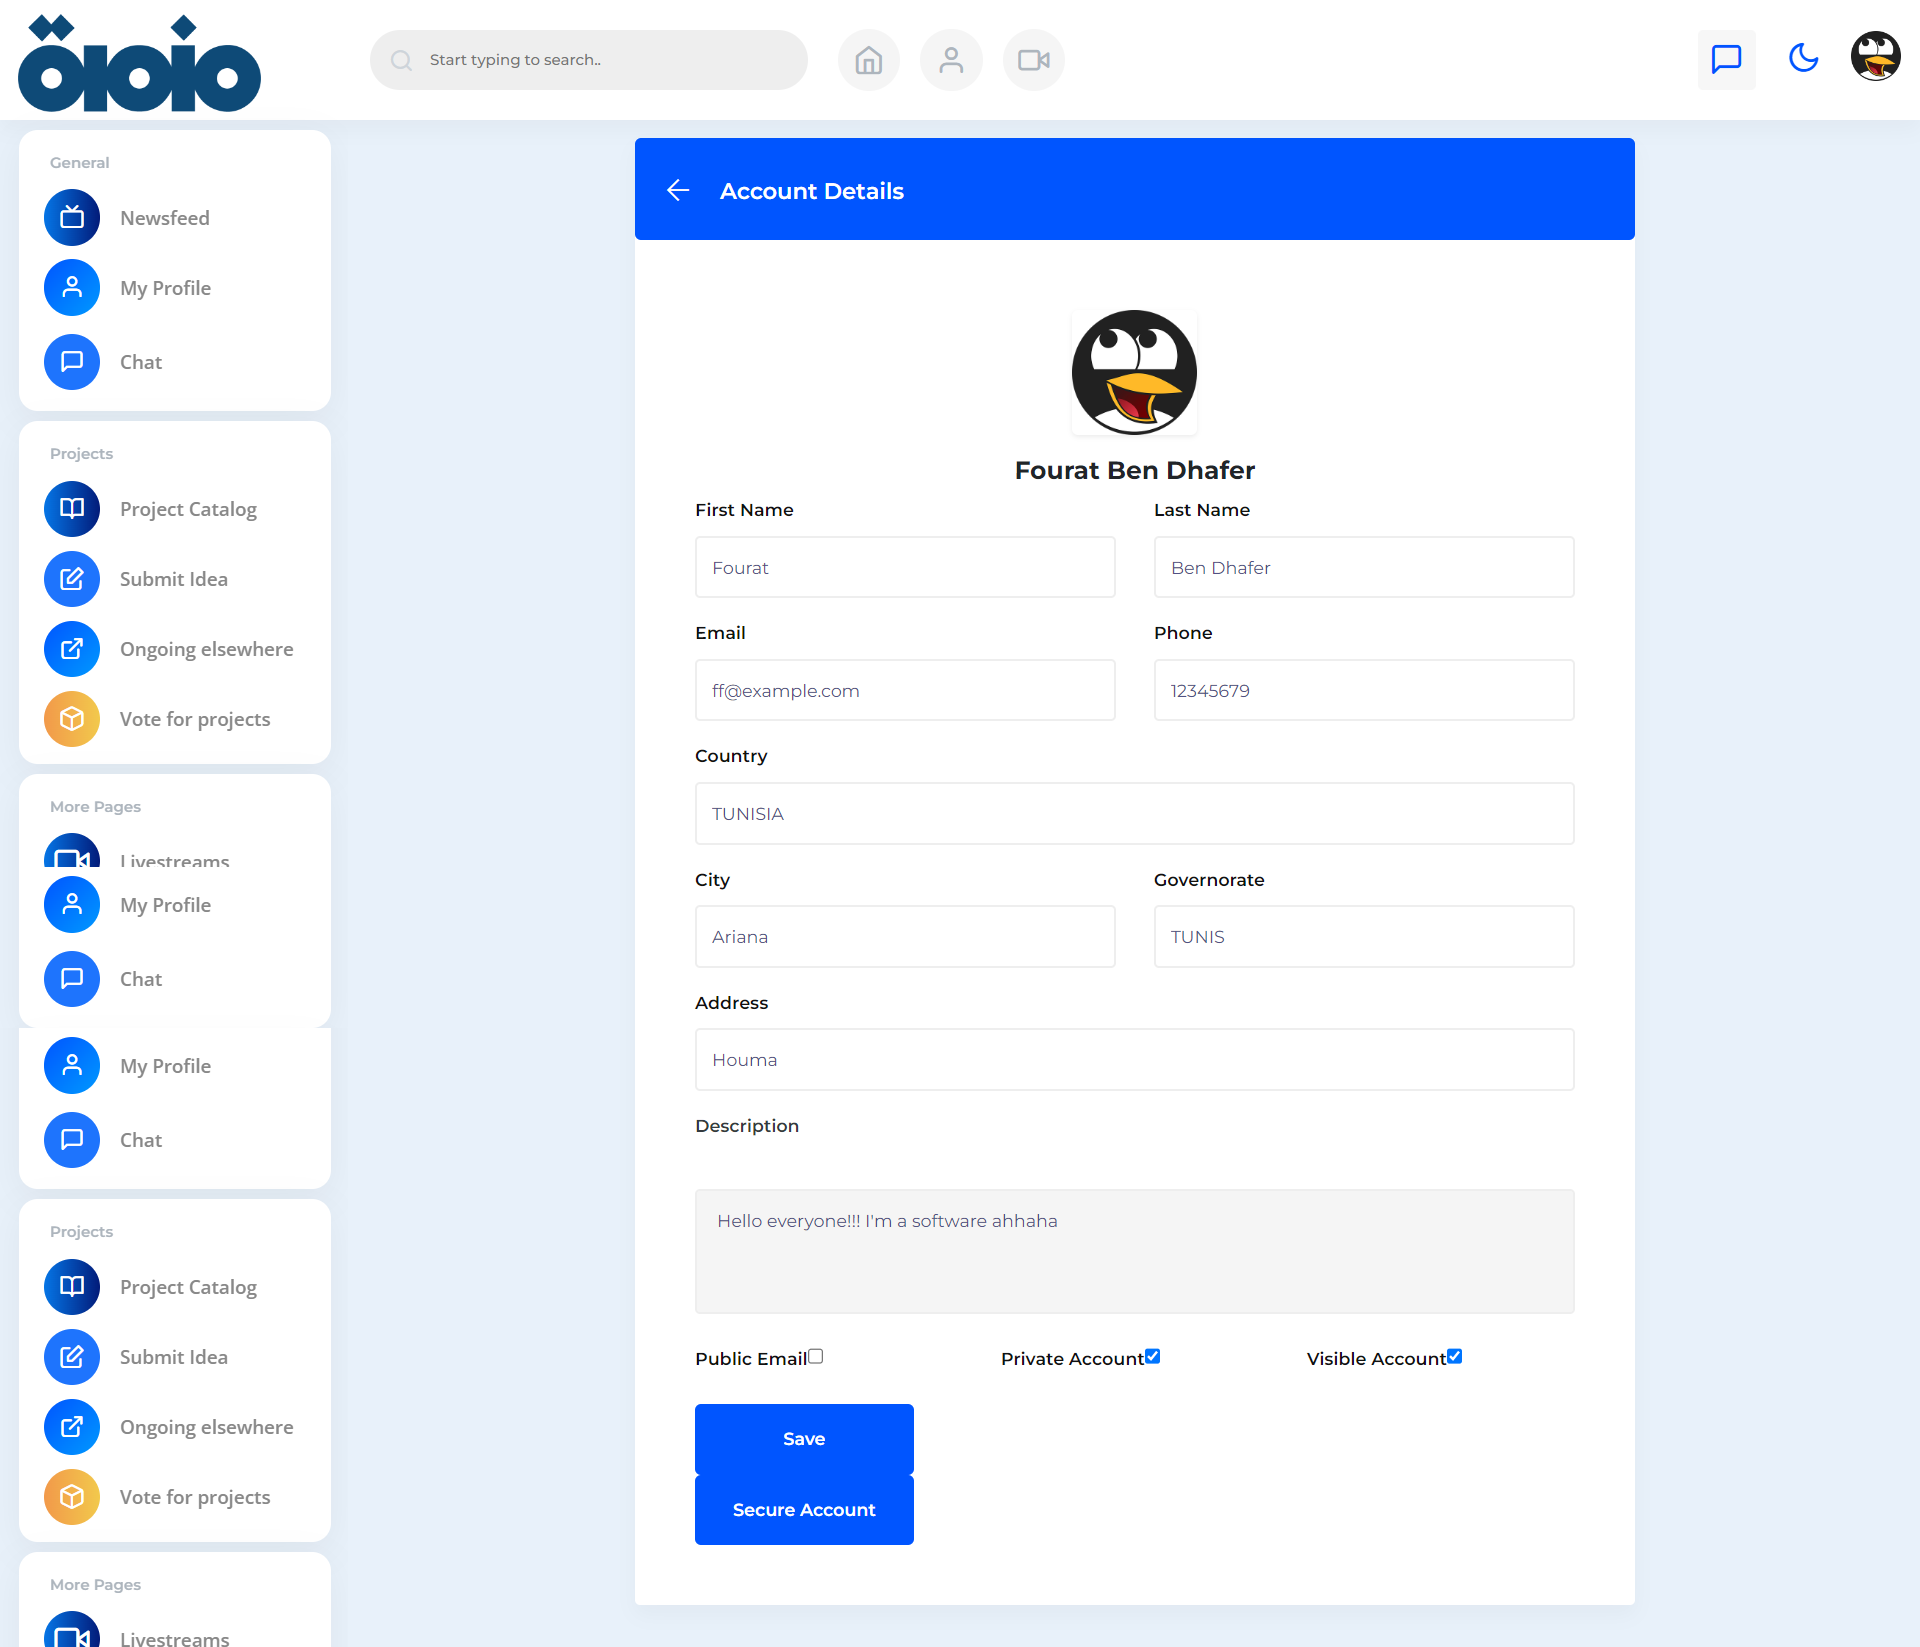 öıoio
Start typing to search..
General
Newsfeed
My Profile
Chat
Projects
Project Catalog
Submit Idea
Ongoing elsewhere
Vote for projects
More Pages
Livestreams
My Profile
Chat
My Profile
Chat
Projects
Project Catalog
Submit Idea
Ongoing elsewhere
Vote for projects
More Pages
Livestreams
Account Details
Fourat Ben Dhafer
First Name
Last Name
Fourat
Ben Dhafer
Email
Phone
ff@example.com
12345679
Country
TUNISIA
City
Governorate
Ariana
TUNIS
Address
Houma
Description
Hello everyone!!! I'm a software ahhaha
Public Email
Private Account
Visible Account
Save
Secure Account